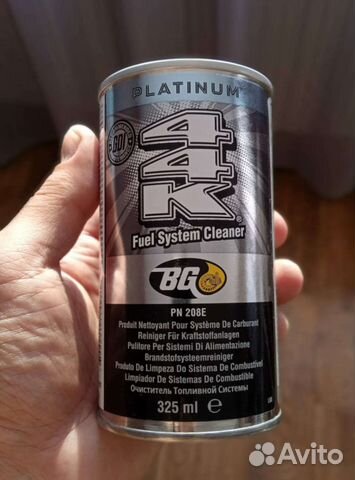 PLATINUM
GDI
44K®
Fuel System Cleaner
BG
PN 208E
Produit Nettoyant Pour Système De Carburant
Reiniger Für Kraftstoffanlagen
Pulitore Per Sistemi Di Alimentazione
Brandstofsysteemreiniger
Produto De Limpeza Do Sistema De Combustível
Limpiador De Sistemas De Combustible
Очиститель Топливной Системы
325 ml ℮
Avito